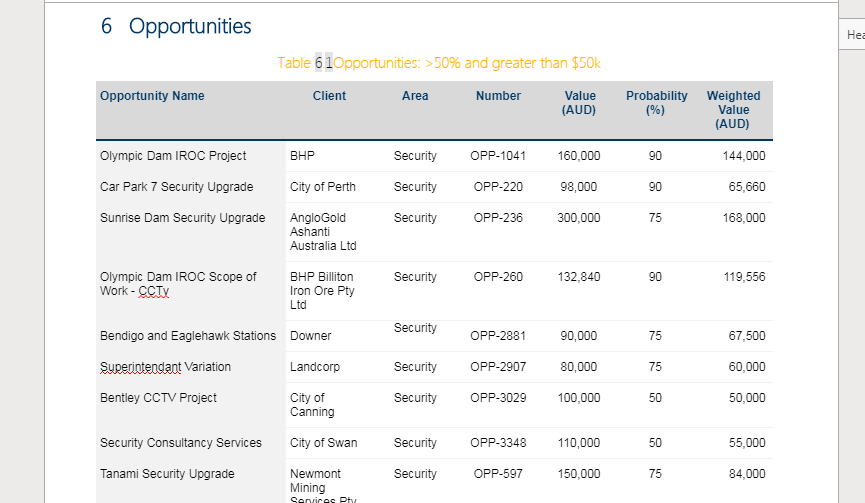 6 Opportunities
Table 6.1Opportunities: >50% and greater than $50k
Opportunity Name Client Area Number Value (AUD) Probability (%) Weighted Value (AUD)
Olympic Dam IROC Project BHP Security OPP-1041 160,000 90 144,000
Car Park 7 Security Upgrade City of Perth Security OPP-220 98,000 90 65,660
Sunrise Dam Security Upgrade AngloGold Ashanti Australia Ltd Security OPP-236 300,000 75 168,000
Olympic Dam IROC Scope of Work - CCTv BHP Billiton Iron Ore Pty Ltd Security OPP-260 132,840 90 119,556
Bendigo and Eaglehawk Stations Downer Security OPP-2881 90,000 75 67,500
Superintendant Variation Landcorp Security OPP-2907 80,000 75 60,000
Bentley CCTV Project City of Canning Security OPP-3029 100,000 50 50,000
Security Consultancy Services City of Swan Security OPP-3348 110,000 50 55,000
Tanami Security Upgrade Newmont Mining Services Pty Security OPP-597 150,000 75 84,000